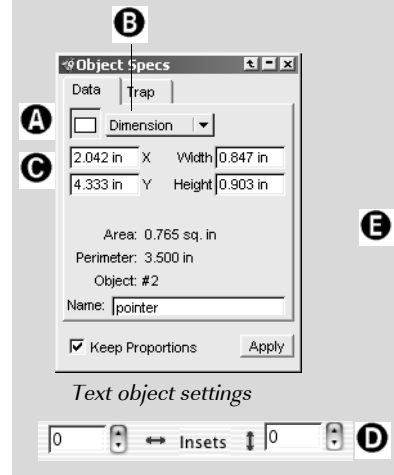 B
Object Specs
Data Trap
A
Dimension
C
2.042 in X Width 0.847 in
4.333 in Y Height 0.903 in
E
Area: 0.765 sq. in
Perimeter: 3.500 in
Object: #2
Name: pointer
Keep Proportions Apply
Text object settings
0 Insets 0 D